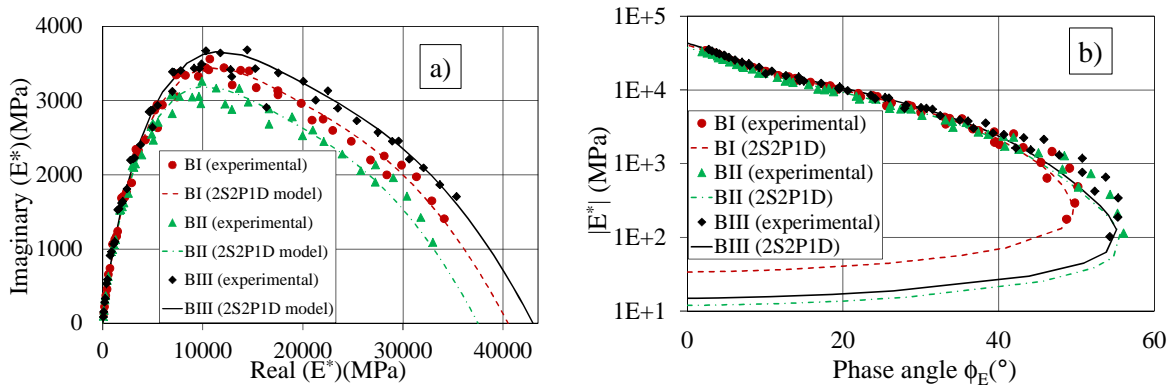 4000
3000
2000
1000
0
Imaginary (E*)(MPa)
a)
BI (experimental)
BI (2S2P1D model)
BII (experimental)
BII (2S2P1D model)
BIII (experimental)
BIII (2S2P1D model)
0 10000 20000 30000 40000
Real (E*)(MPa)
1E+5
1E+4
1E+3
1E+2
1E+1
|E*| (MPa)
b)
BI (experimental)
BI (2S2P1D)
BII (experimental)
BII (2S2P1D)
BIII (experimental)
BIII (2S2P1D)
0 20 40 60
Phase angle ϕE(°)